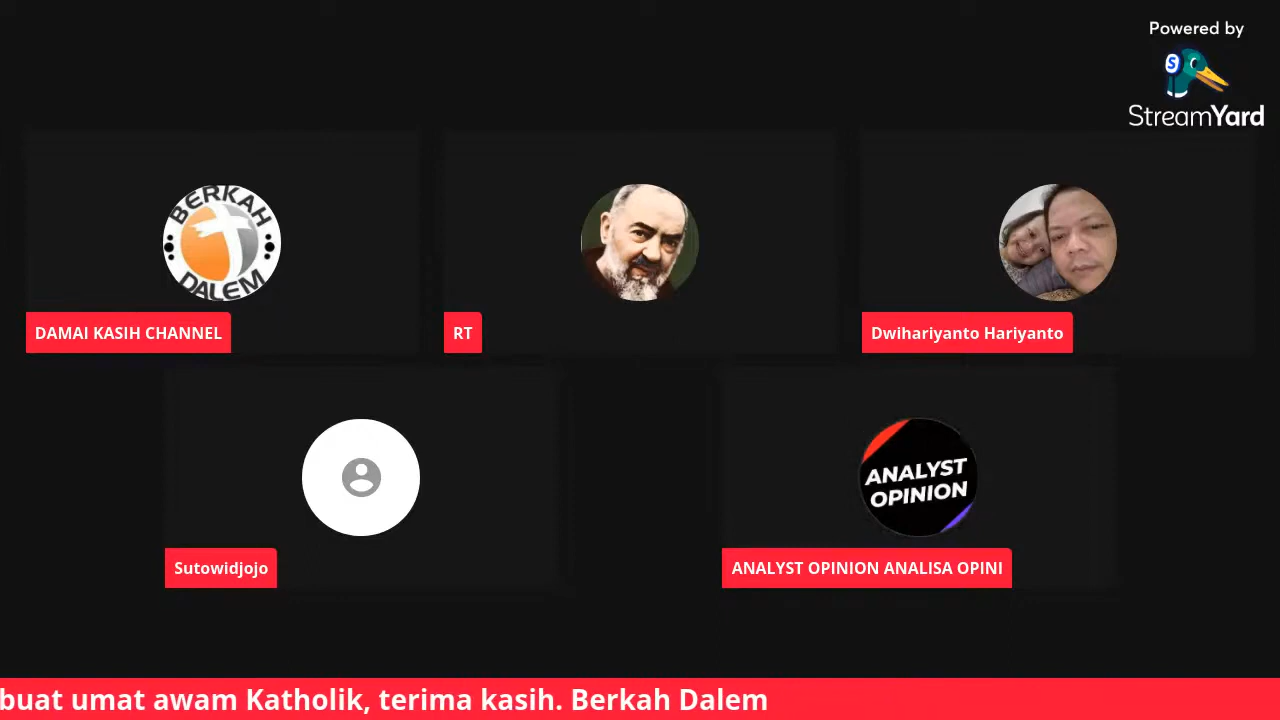 Powered by
StreamYard
BERKAH
DALEM
DAMAI KASIH CHANNEL
RT
Dwihariyanto Hariyanto
Sutowidjojo
ANALYST
OPINION
ANALYST OPINION ANALISA OPINI
buat umat awam Katholik, terima kasih. Berkah Dalem